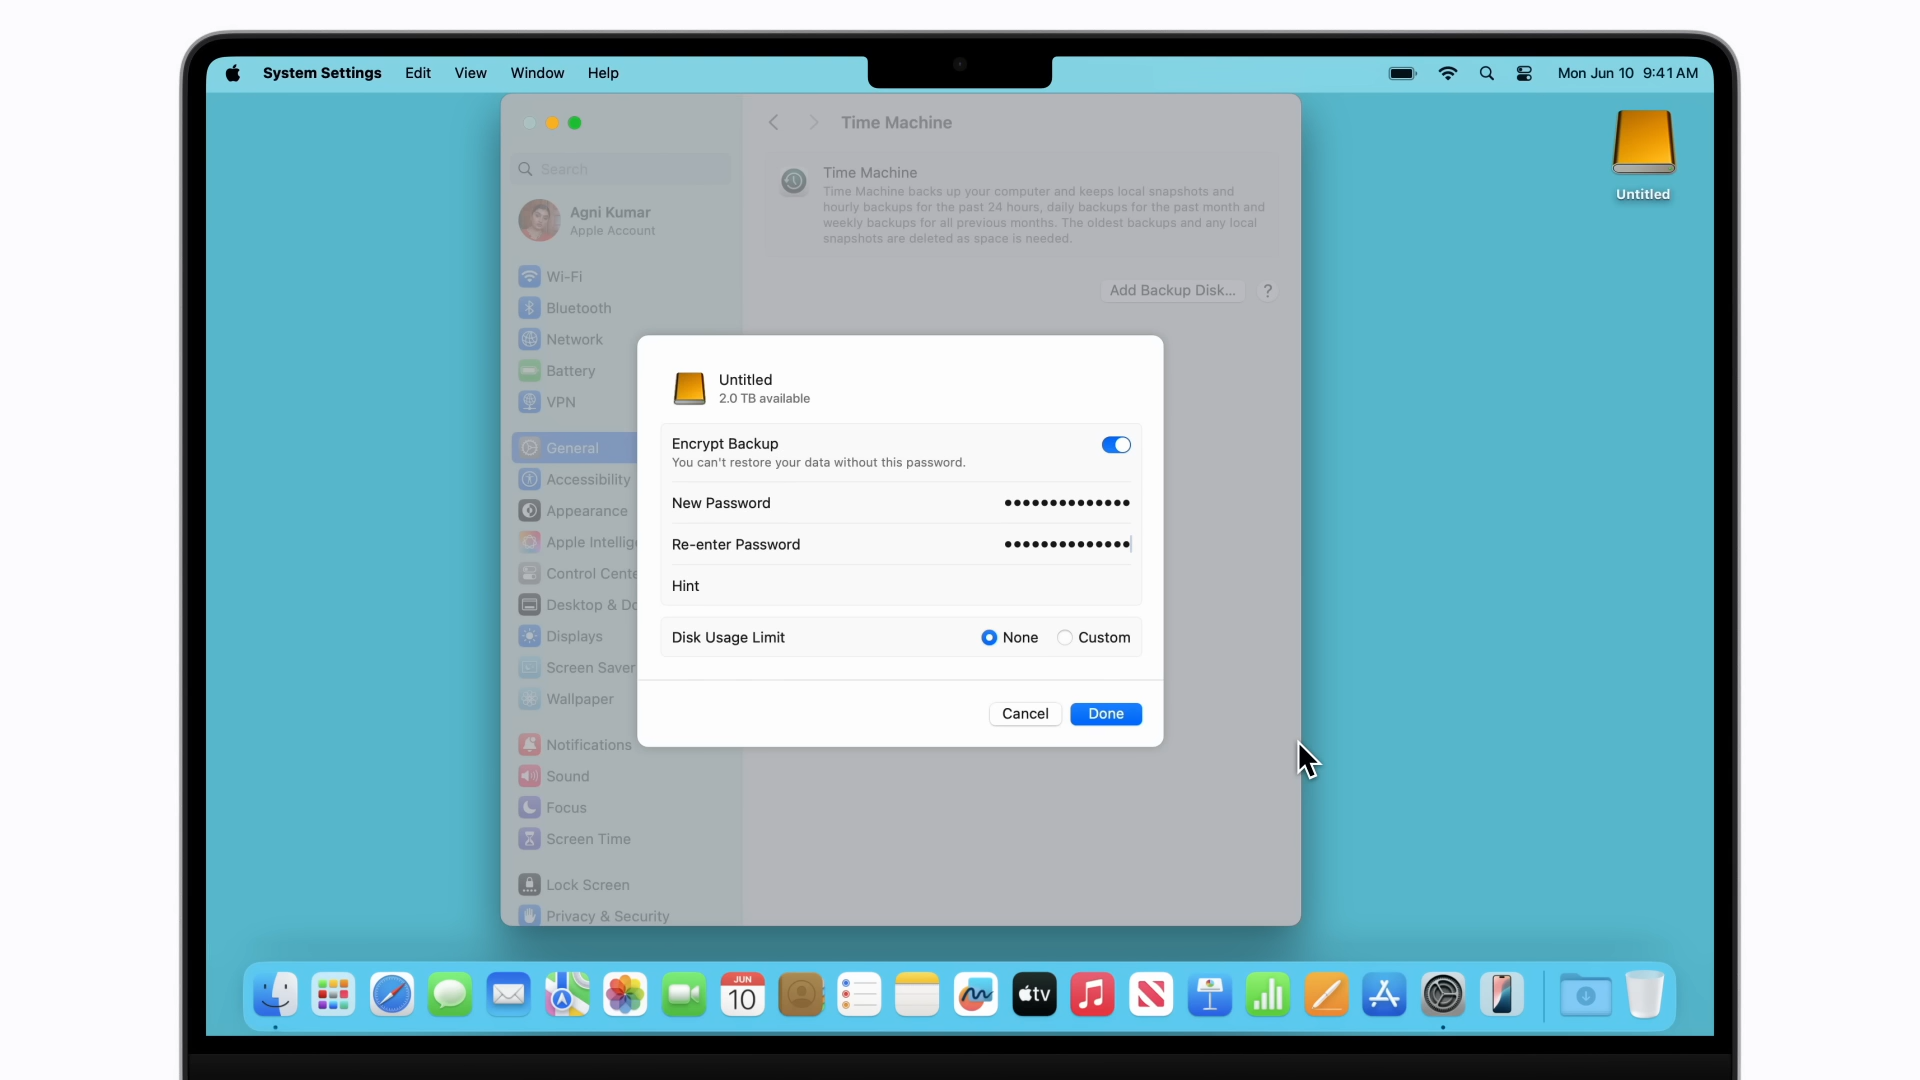 System Settings Edit View Window Help
Mon Jun 10 9:41 AM
Untitled
Search
Agni Kumar
Apple Account
Wi-Fi
Bluetooth
Network
Battery
VPN
General
Accessibility
Appearance
Apple Intellig
Control Cente
Desktop & Do
Displays
Screen Saver
Wallpaper
Notifications
Sound
Focus
Screen Time
Lock Screen
Privacy & Security
Time Machine
Time Machine
Time Machine backs up your computer and keeps local snapshots and
hourly backups for the past 24 hours, daily backups for the past month and
weekly backups for all previous months. The oldest backups and any local
snapshots are deleted as space is needed.
Add Backup Disk... ?
Untitled
2.0 TB available
Encrypt Backup
You can't restore your data without this password.
New Password ••••••••••••••
Re-enter Password ••••••••••••••
Hint
Disk Usage Limit None Custom
Cancel Done
JUN
10
tv